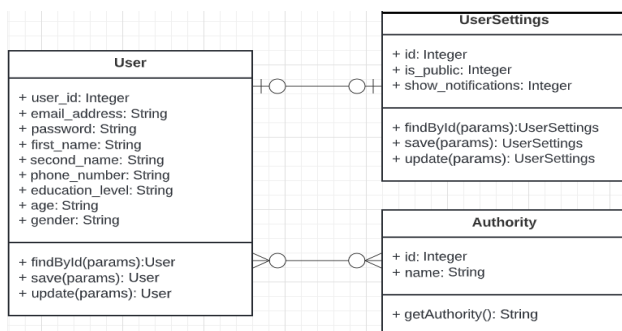 User
+ user_id: Integer
+ email_address: String
+ password: String
+ first_name: String
+ second_name: String
+ phone_number: String
+ education_level: String
+ age: String
+ gender: String
+ findById(params):User
+ save(params): User
+ update(params): User
UserSettings
+ id: Integer
+ is_public: Integer
+ show_notifications: Integer
+ findById(params):UserSettings
+ save(params): UserSettings
+ update(params): UserSettings
Authority
+ id: Integer
+ name: String
+ getAuthority(): String